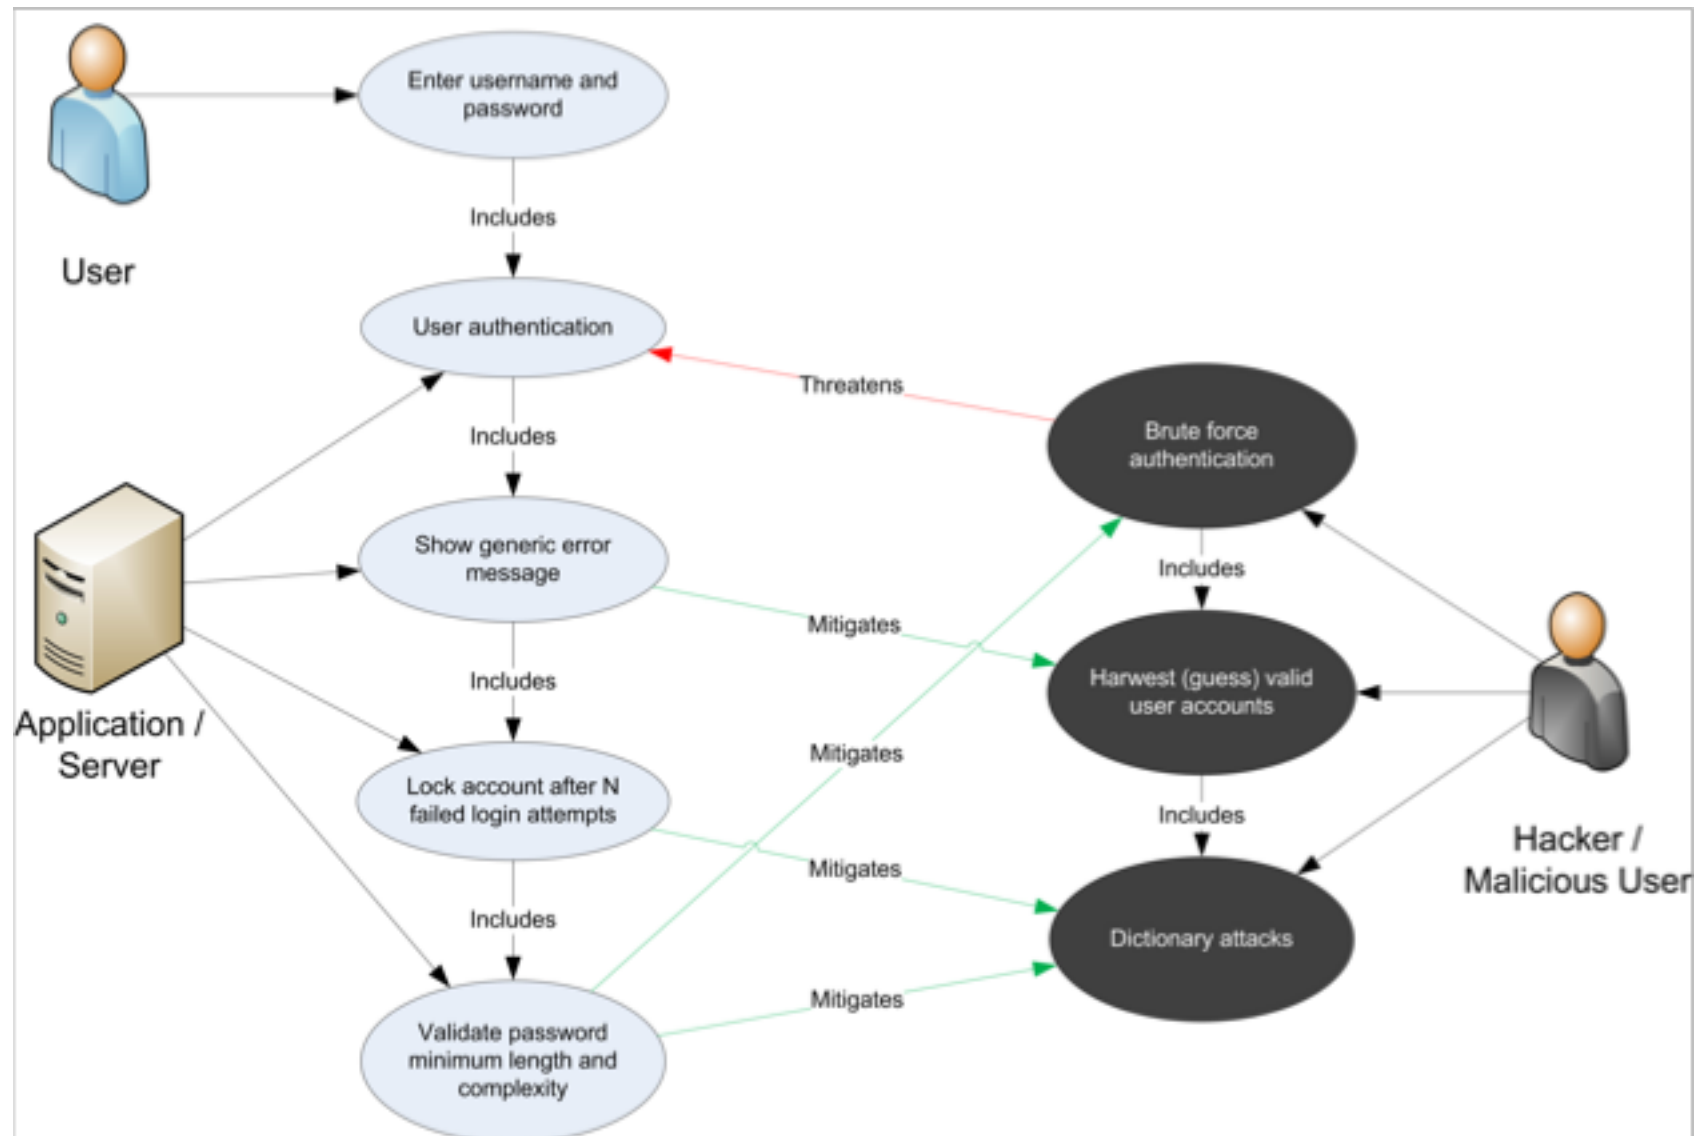 Enter username and
password
Includes
User
User authentication
Threatens
Includes
Brute force
authentication
Show generic error
message
Includes
Mitigates
Includes
Harwest (guess) valid
user accounts
Application /
Server
Mitigates
Lock account after N
failed login attempts
Includes
Hacker /
Malicious User
Mitigates
Includes
Dictionary attacks
Mitigates
Validate password
minimum length and
complexity